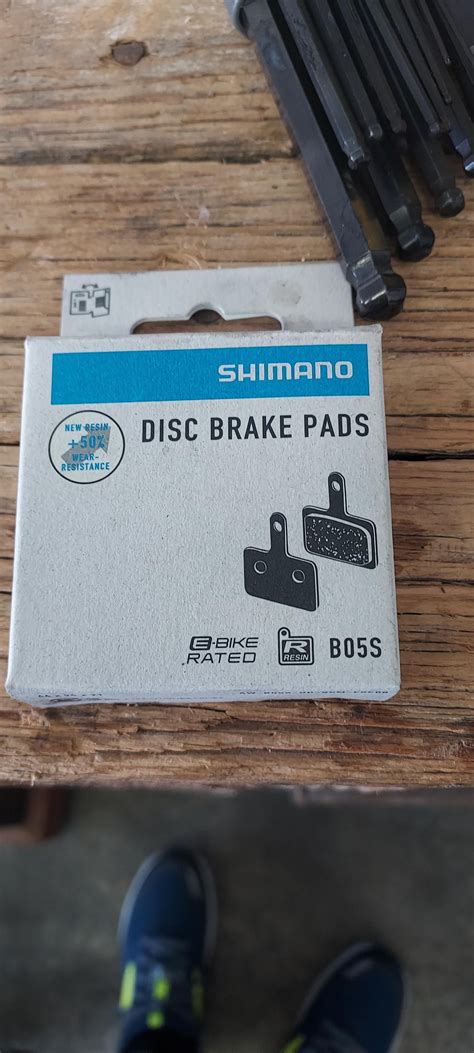 SHIMANO
DISC BRAKE PADS
NEW RESIN
+50%
WEAR-
RESISTANCE
E-BIKE
RATED
R
RESIN
B05S